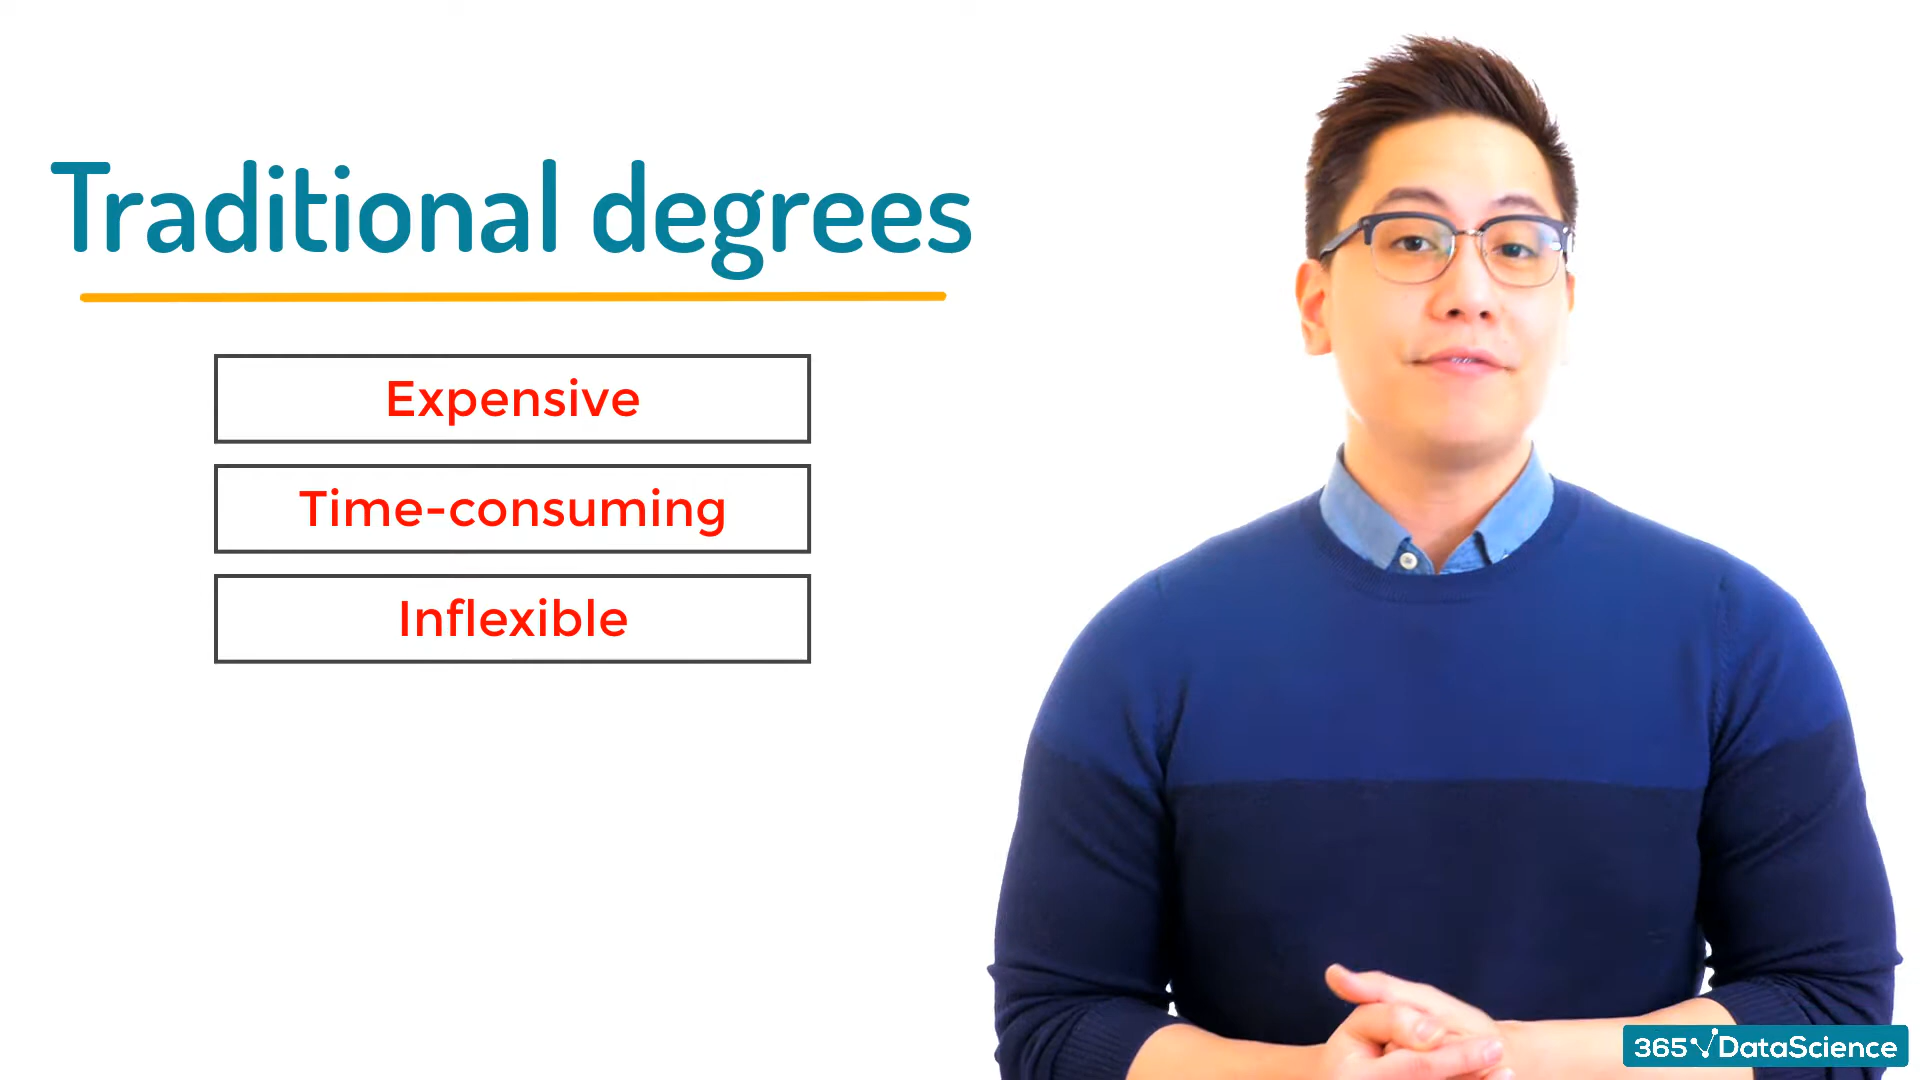 Traditional degrees
Expensive
Time-consuming
Inflexible
365 DataScience